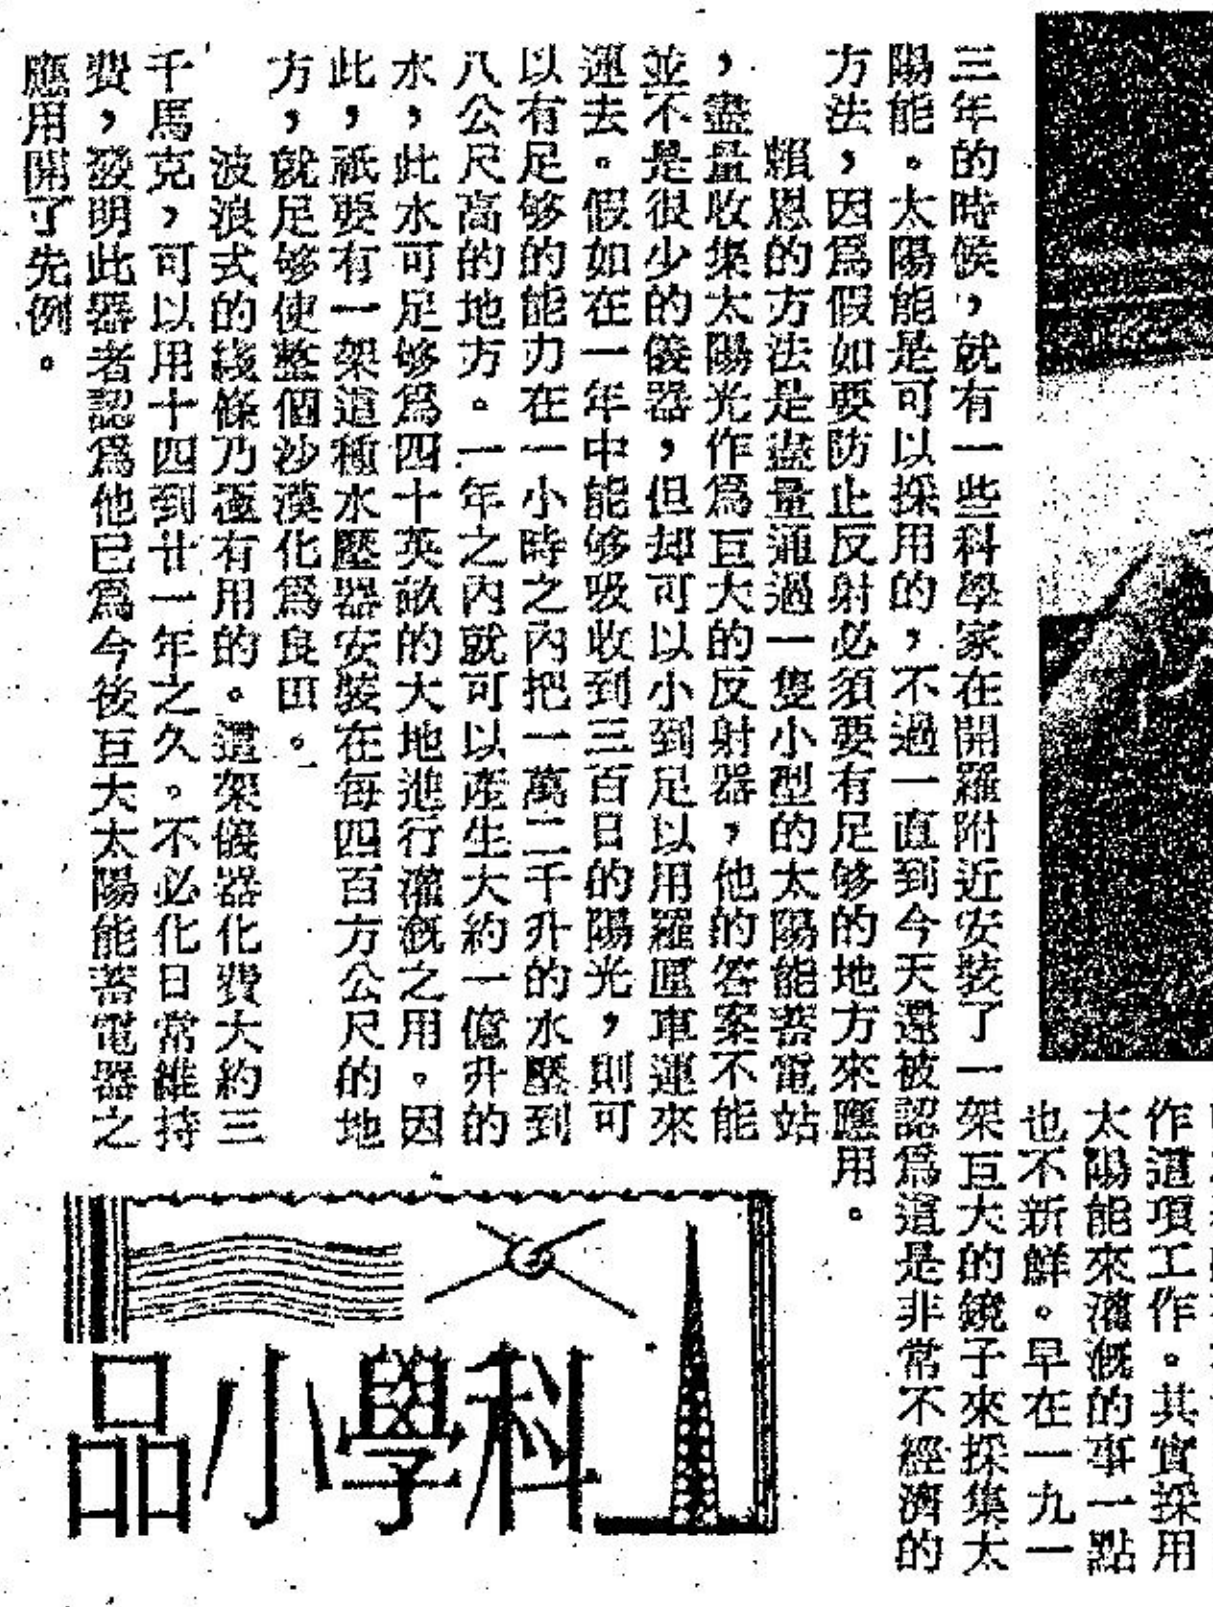 作這項工作。其實採用
太陽能來灌溉的事一點
也不新鮮。早在一九一
三年的時候，就有一些科學家在開羅附近安裝了一架巨大的鏡子來採集太
陽能。太陽能是可以採用的，不過一直到今天還被認爲這是非常不經濟的
方法，因爲假如要防止反射必須要有足够的地方來應用。
賴恩的方法是盡量通過一隻小型的太陽能蓄電站
，盡量收集太陽光作爲巨大的反射器，他的答案不能
並不是很少的儀器，但却可以小到足以用羅厘車運來
運去。假如在一年中能够吸收到三百日的陽光，則可
以有足够的能力在一小時之內把一萬二千升的水壓到
八公尺高的地方。一年之內就可以產生大約一億升的
水，此水可足够爲四十英畝的大地進行灌溉之用。因
此，祇要有一架這種水壓器安裝在每四百方公尺的地
方，就足够使整個沙漠化爲良田。
波浪式的綫條乃極有用的。這架儀器化費大約三
千馬克，可以用十四到廿一年之久。不必化日常維持
費，發明此器者認爲他已爲今後巨大太陽能蓄電器之
應用開了先例。
科學小品